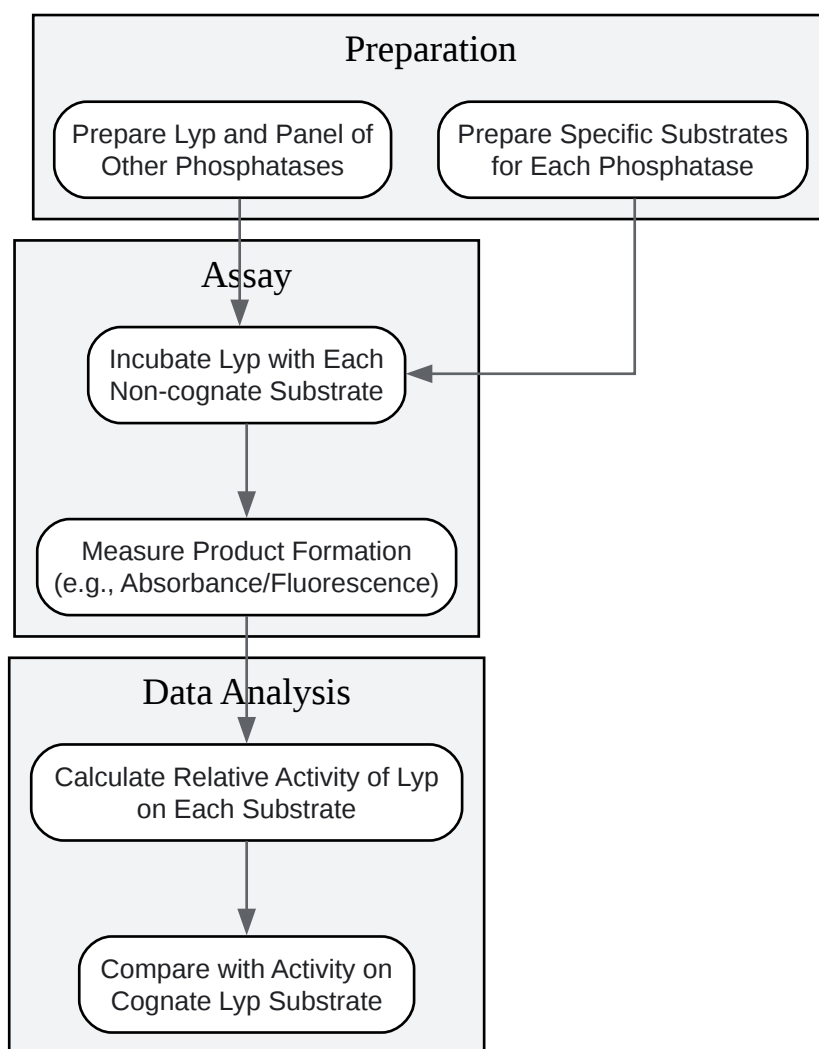 Preparation
Prepare Lyp and Panel of
Other Phosphatases
Prepare Specific Substrates
for Each Phosphatase
Assay
Incubate Lyp with Each
Non-cognate Substrate
Measure Product Formation
(e.g., Absorbance/Fluorescence)
Data Analysis
Calculate Relative Activity of Lyp
on Each Substrate
Compare with Activity on
Cognate Lyp Substrate